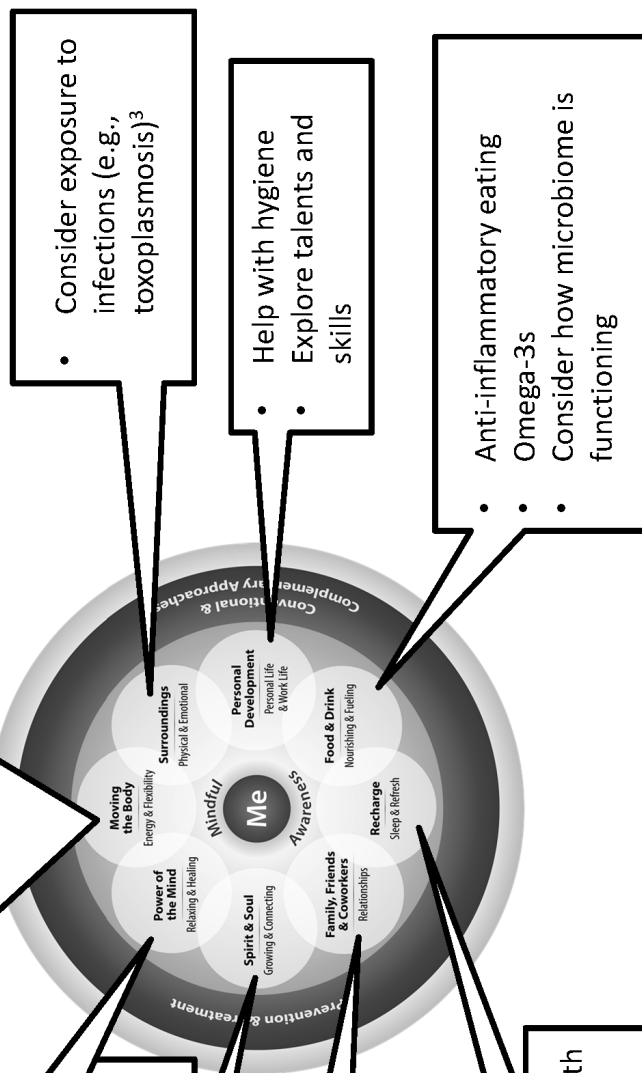 • Consider exposure to
infections (e.g.,
toxoplasmosis)3
• Help with hygiene
• Explore talents and
skills
• Anti-inflammatory eating
• Omega-3s
• Consider how microbiome is
functioning
Conventional &
Complementary Approaches
Prevention & Treatment
Moving
the Body
Energy & Flexibility
Surroundings
Physical & Emotional
Personal
Development
Personal Life
& Work Life
Food & Drink
Nourishing & Fueling
Recharge
Sleep & Refresh
Family, Friends
& Coworkers
Relationships
Spirit & Soul
Growing & Connecting
Power of
the Mind
Relaxing & Healing
Mindful
Awareness
Me
th